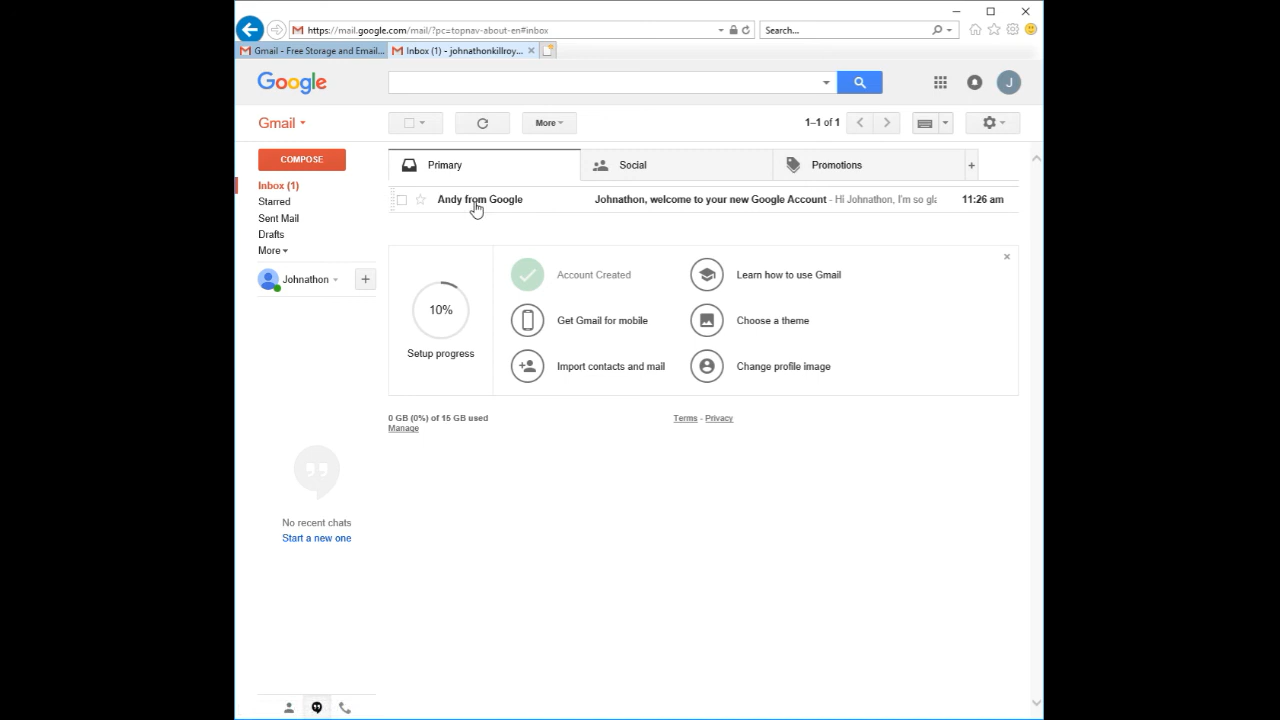 https://mail.google.com/mail/?pc=topnav-about-en#inbox
Search...
Gmail - Free Storage and Email...
Inbox (1) - johnathonkillroy...
Google
J
Gmail
More
1–1 of 1
COMPOSE
Primary
Social
Promotions
Inbox (1)
Starred
Sent Mail
Drafts
More
Johnathon
Andy from Google
Johnathon, welcome to your new Google Account - Hi Johnathon, I'm so gla
11:26 am
10%
Setup progress
Account Created
Learn how to use Gmail
Get Gmail for mobile
Choose a theme
Import contacts and mail
Change profile image
0 GB (0%) of 15 GB used
Manage
Terms - Privacy
No recent chats
Start a new one